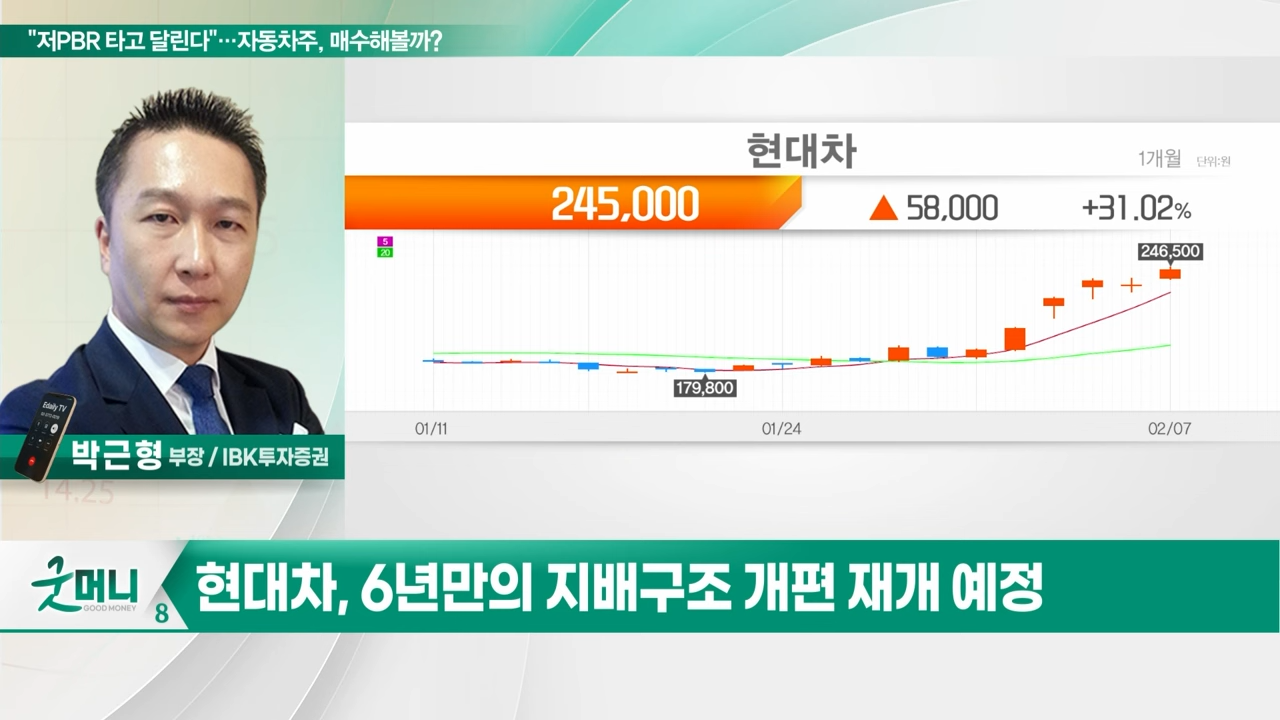 "저PBR 타고 달린다"…자동차주, 매수해볼까?
현대차
1개월 단위:원
245,000 ▲ 58,000 +31.02%
5
20
246,500
179,800
01/11 01/24 02/07
Edaily TV
박근형 부장 / IBK투자증권
14.25
굿머니
GOOD MONEY
8
현대차, 6년만의 지배구조 개편 재개 예정